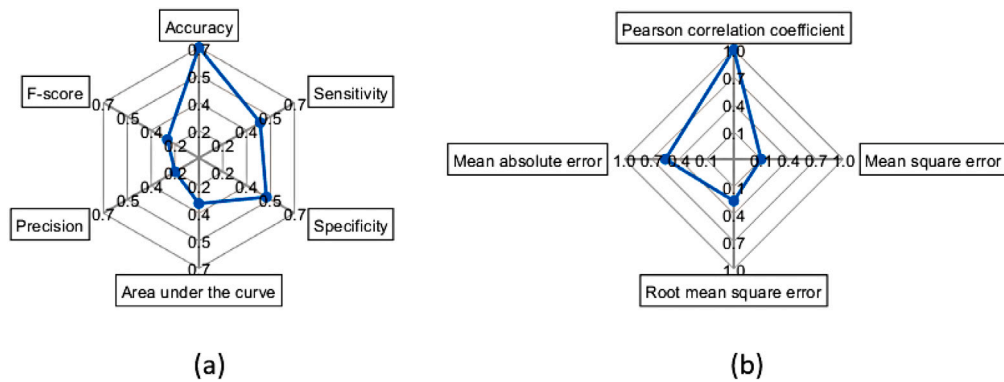 Accuracy
0.7
0.5
0.4
0.2
F-score
0.7
0.5
0.4
0.2
Sensitivity
0.7
0.5
0.4
0.2
Precision
0.7
0.5
0.4
0.2
Specificity
0.7
0.5
0.4
0.2
0.2
0.4
0.5
0.7
Area under the curve
(a)
Pearson correlation coefficient
1.0
0.7
0.4
0.1
Mean absolute error
1.0 0.7 0.4 0.1
0.1 0.4 0.7 1.0
Mean square error
0.1
0.4
0.7
1.0
Root mean square error
(b)